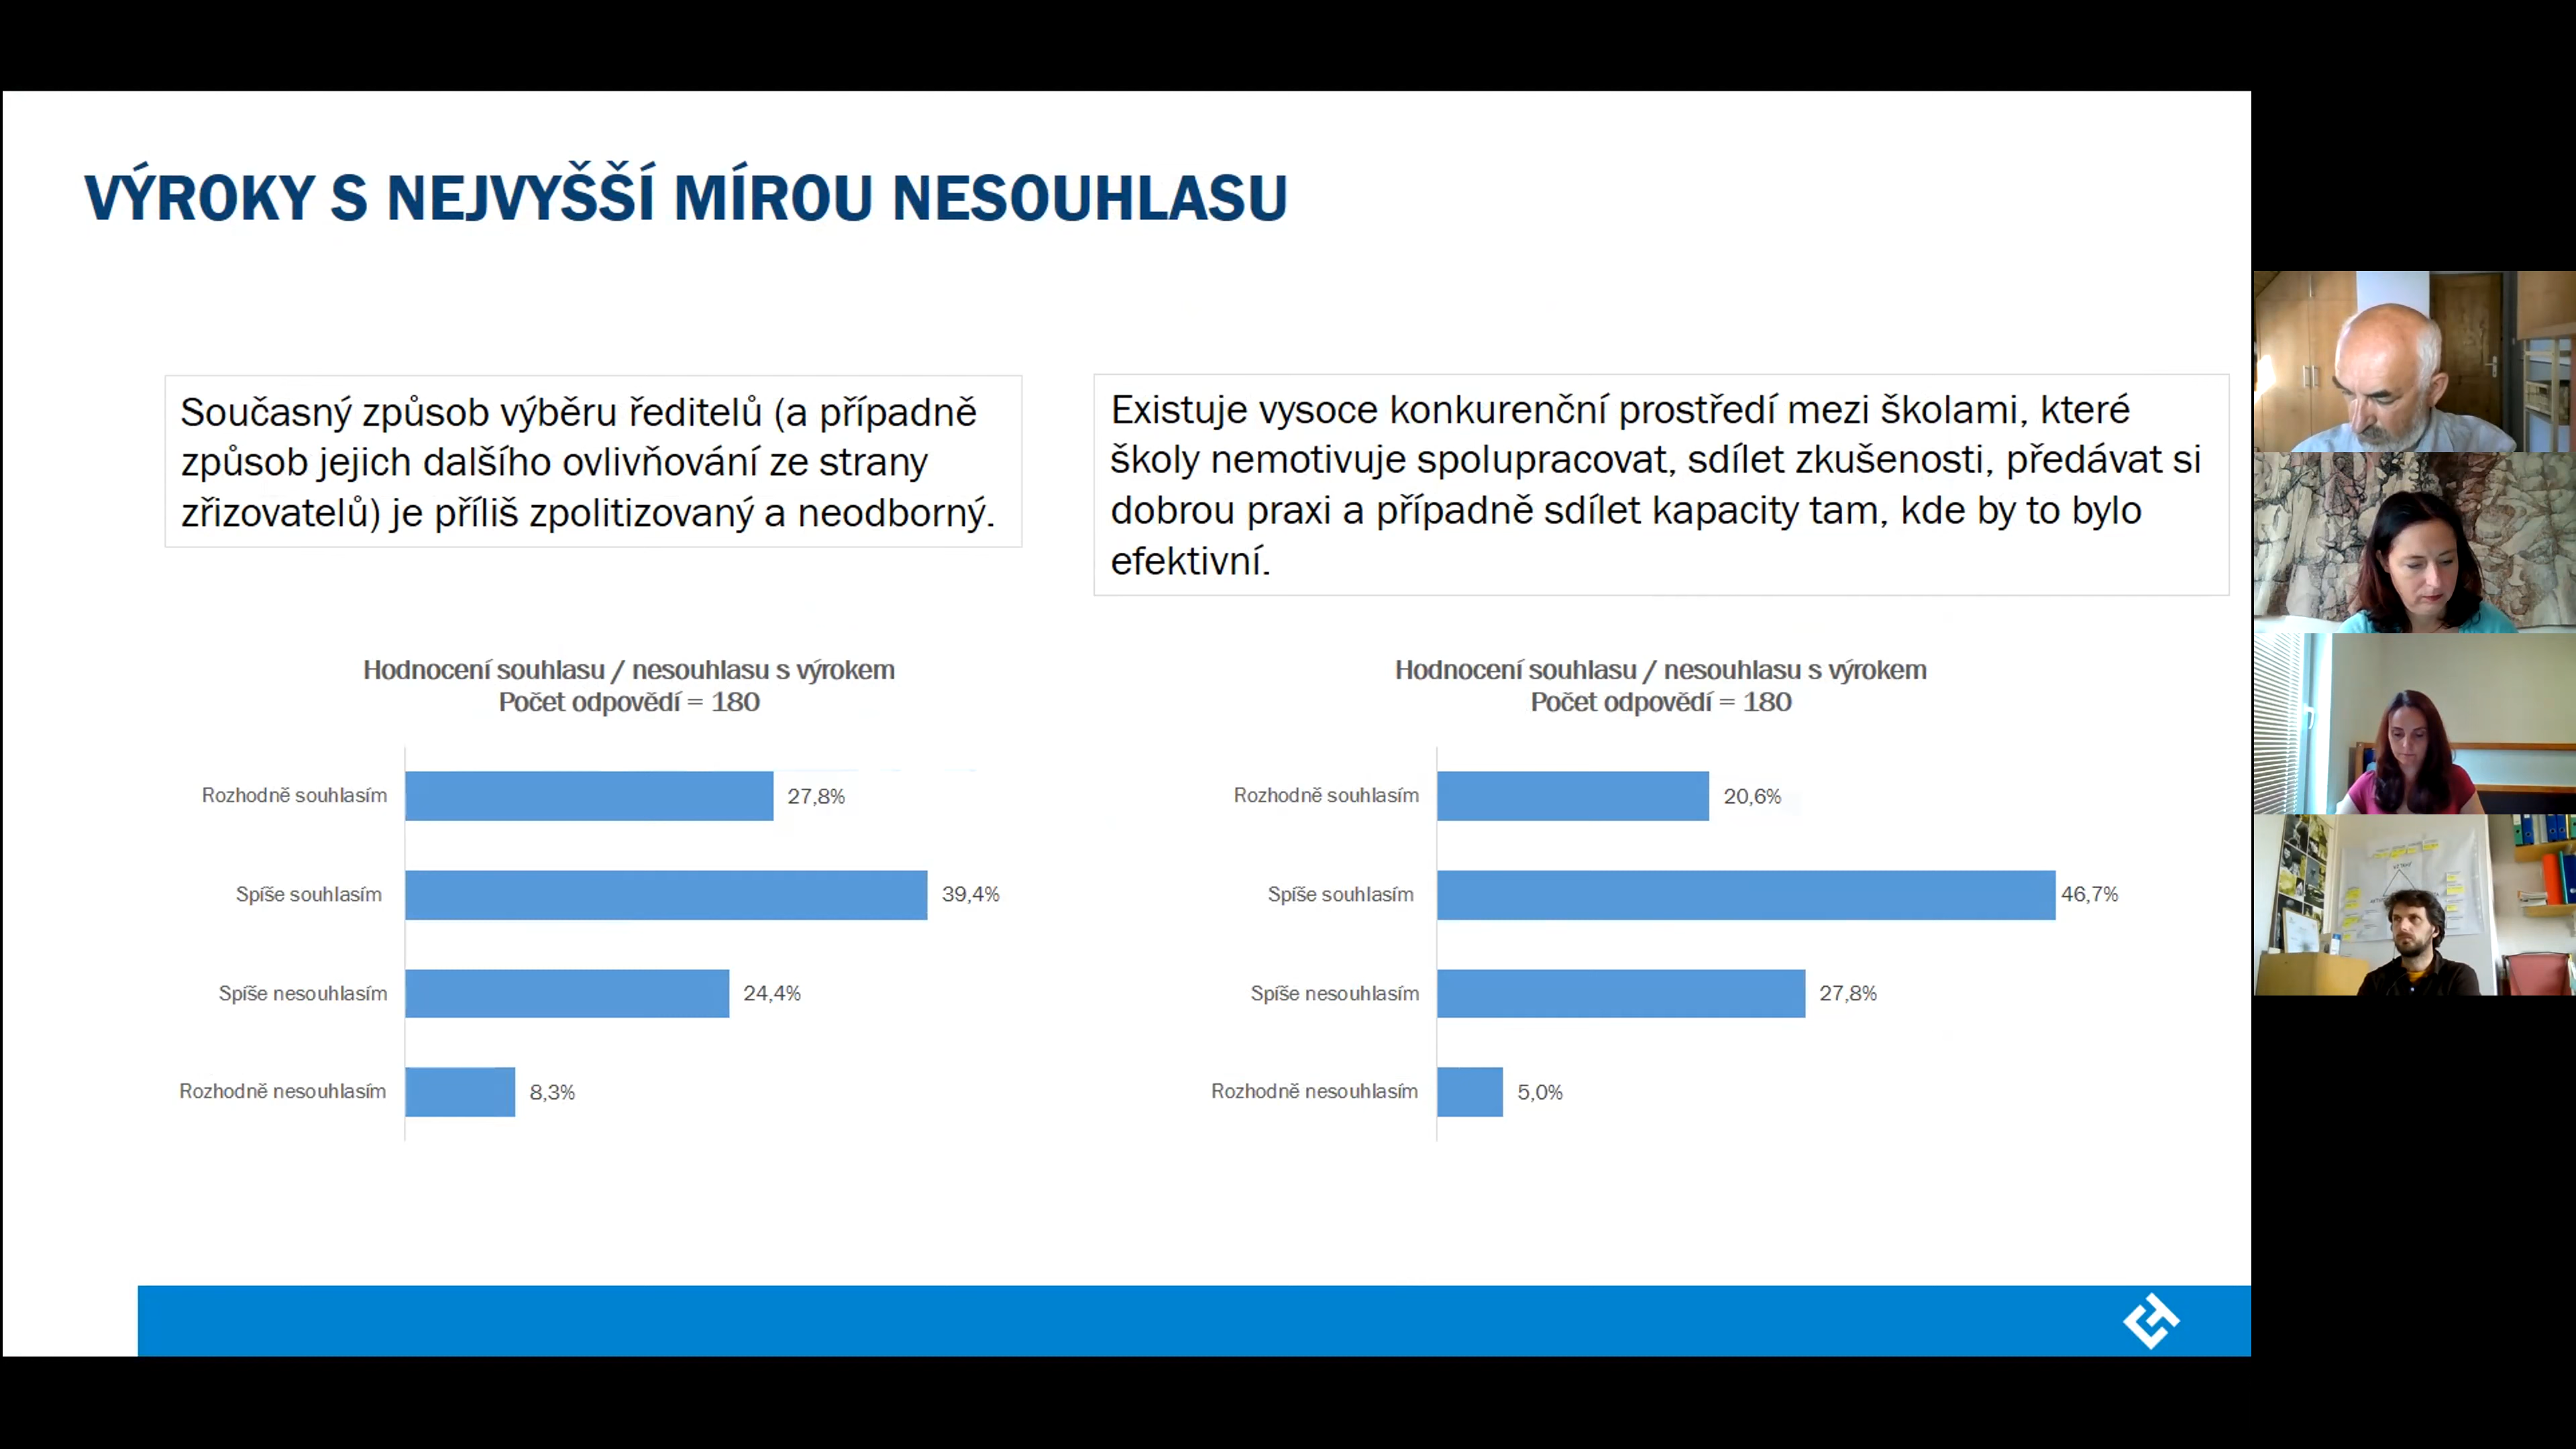 VÝROKY S NEJVYŠŠÍ MÍROU NESOUHLASU
Současný způsob výběru ředitelů (a případně
způsob jejich dalšího ovlivňování ze strany
zřizovatelů) je příliš zpolitizovaný a neodborný.
Existuje vysoce konkurenční prostředí mezi školami, které
školy nemotivuje spolupracovat, sdílet zkušenosti, předávat si
dobrou praxi a případně sdílet kapacity tam, kde by to bylo
efektivní.
Hodnocení souhlasu / nesouhlasu s výrokem
Počet odpovědí = 180
Rozhodně souhlasím 27,8%
Spíše souhlasím 39,4%
Spíše nesouhlasím 24,4%
Rozhodně nesouhlasím 8,3%
Hodnocení souhlasu / nesouhlasu s výrokem
Počet odpovědí = 180
Rozhodně souhlasím 20,6%
Spíše souhlasím 46,7%
Spíše nesouhlasím 27,8%
Rozhodně nesouhlasím 5,0%